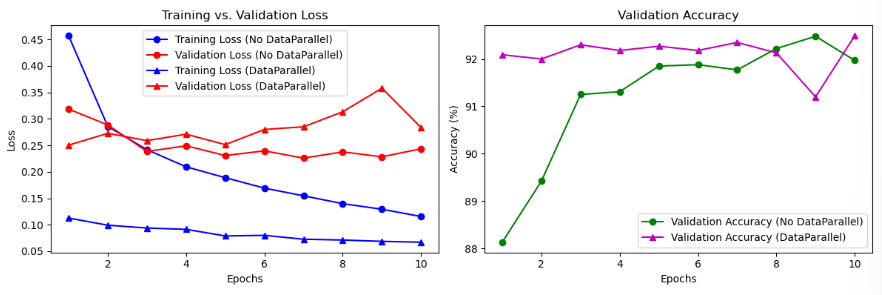 Training vs. Validation Loss
Training Loss (No DataParallel)
Validation Loss (No DataParallel)
Training Loss (DataParallel)
Validation Loss (DataParallel)
Loss
0.45
0.40
0.35
0.30
0.25
0.20
0.15
0.10
0.05
2
4
6
8
10
Epochs
Validation Accuracy
Accuracy (%)
92
91
90
89
88
Validation Accuracy (No DataParallel)
Validation Accuracy (DataParallel)
2
4
6
8
10
Epochs